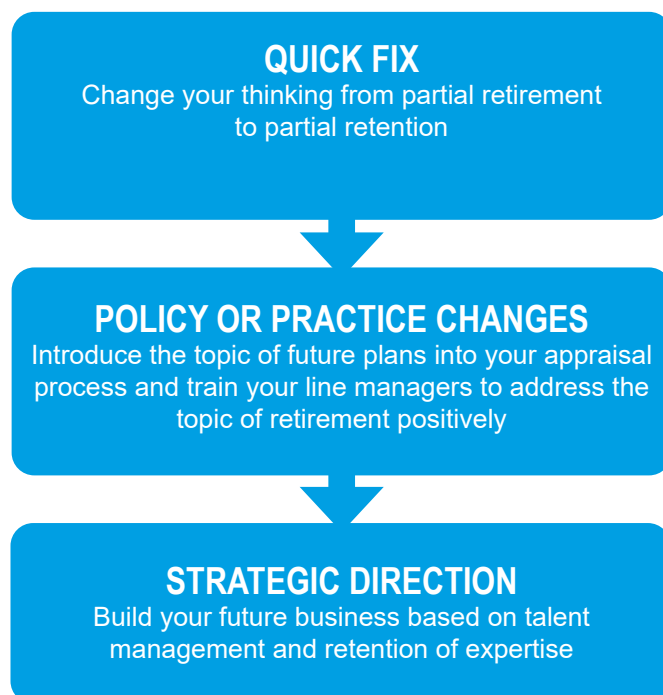 QUICK FIX
Change your thinking from partial retirement
to partial retention
POLICY OR PRACTICE CHANGES
Introduce the topic of future plans into your appraisal
process and train your line managers to address the
topic of retirement positively
STRATEGIC DIRECTION
Build your future business based on talent
management and retention of expertise